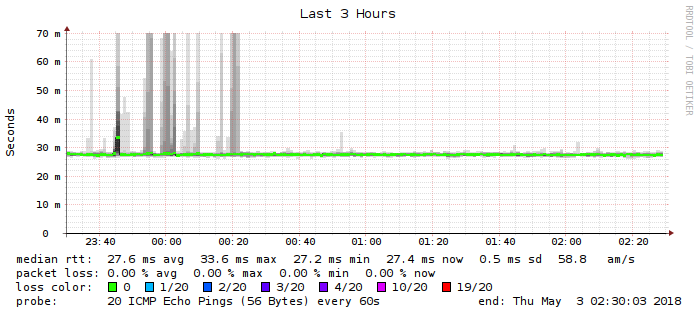 Last 3 Hours
RRDTOOL / TOBI OETIKER
Seconds
70 m
60 m
50 m
40 m
30 m
20 m
10 m
0
23:40 00:00 00:20 00:40 01:00 01:20 01:40 02:00 02:20
median rtt: 27.6 ms avg 33.6 ms max 27.2 ms min 27.4 ms now 0.5 ms sd 58.8 am/s
packet loss: 0.00 % avg 0.00 % max 0.00 % min 0.00 % now
loss color: 0 1/20 2/20 3/20 4/20 10/20 19/20
probe: 20 ICMP Echo Pings (56 Bytes) every 60s end: Thu May 3 02:30:03 2018